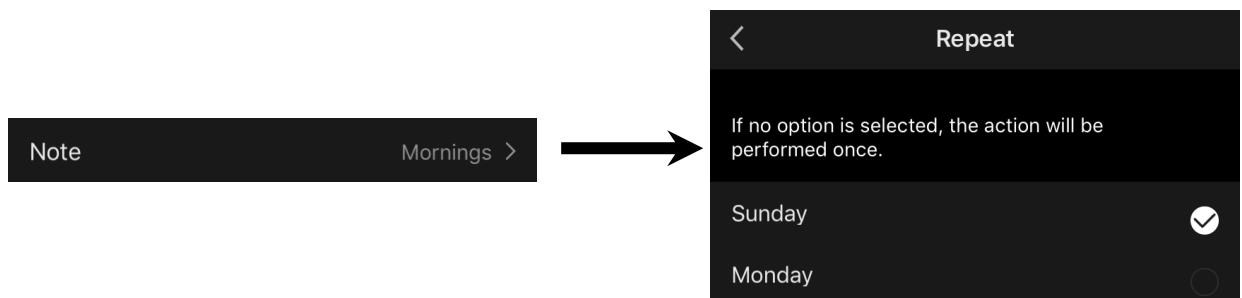 Note Mornings
Repeat
If no option is selected, the action will be
performed once.
Sunday
Monday